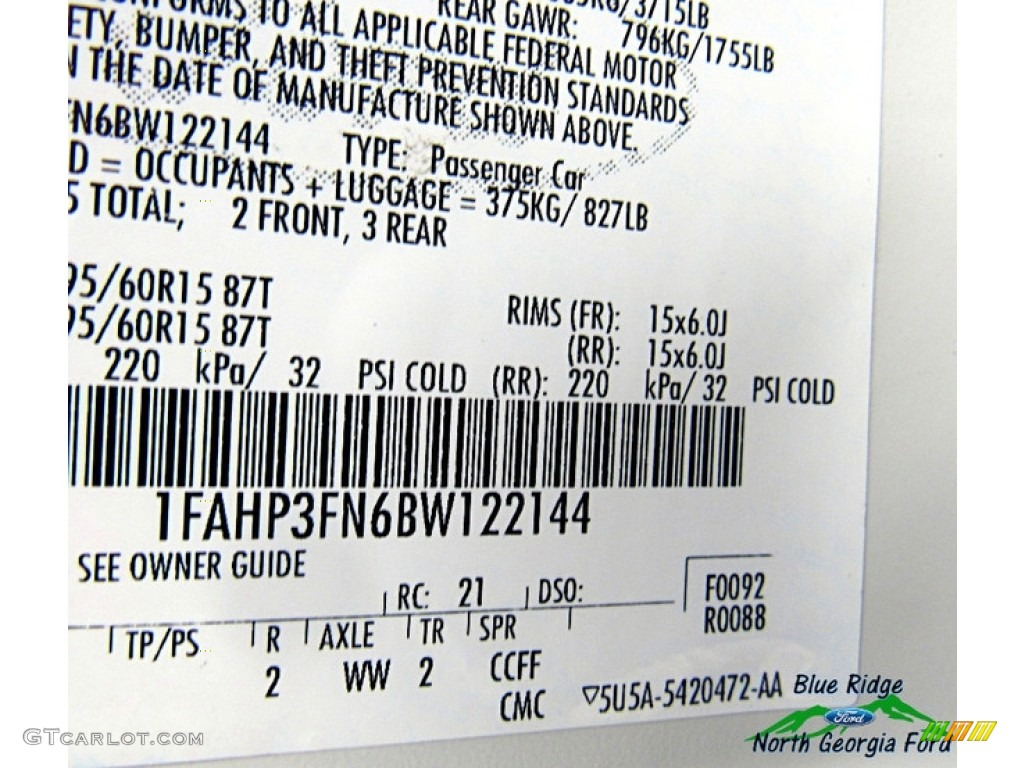 REAR GAWR: 796KG/1755LB
TO ALL APPLICABLE FEDERAL MOTOR
ETY, BUMPER, AND THEFT PREVENTION STANDARDS
N THE DATE OF MANUFACTURE SHOWN ABOVE.
FN6BW122144 TYPE: Passenger Car
D = OCCUPANTS + LUGGAGE = 375KG/ 827LB
5 TOTAL; 2 FRONT, 3 REAR
95/60R15 87T RIMS (FR): 15x6.0J
95/60R15 87T (RR): 15x6.0J
220 kPa/ 32 PSI COLD (RR): 220 kPa/ 32 PSI COLD
1FAHP3FN6BW122144
SEE OWNER GUIDE
RC: 21 DSO:
F0092
R0088
TP/PS R AXLE TR SPR
2 WW 2 CCFF
CMC
▽5U5A-5420472-AA
Blue Ridge
Ford
North Georgia Ford
GTCARLOT.COM